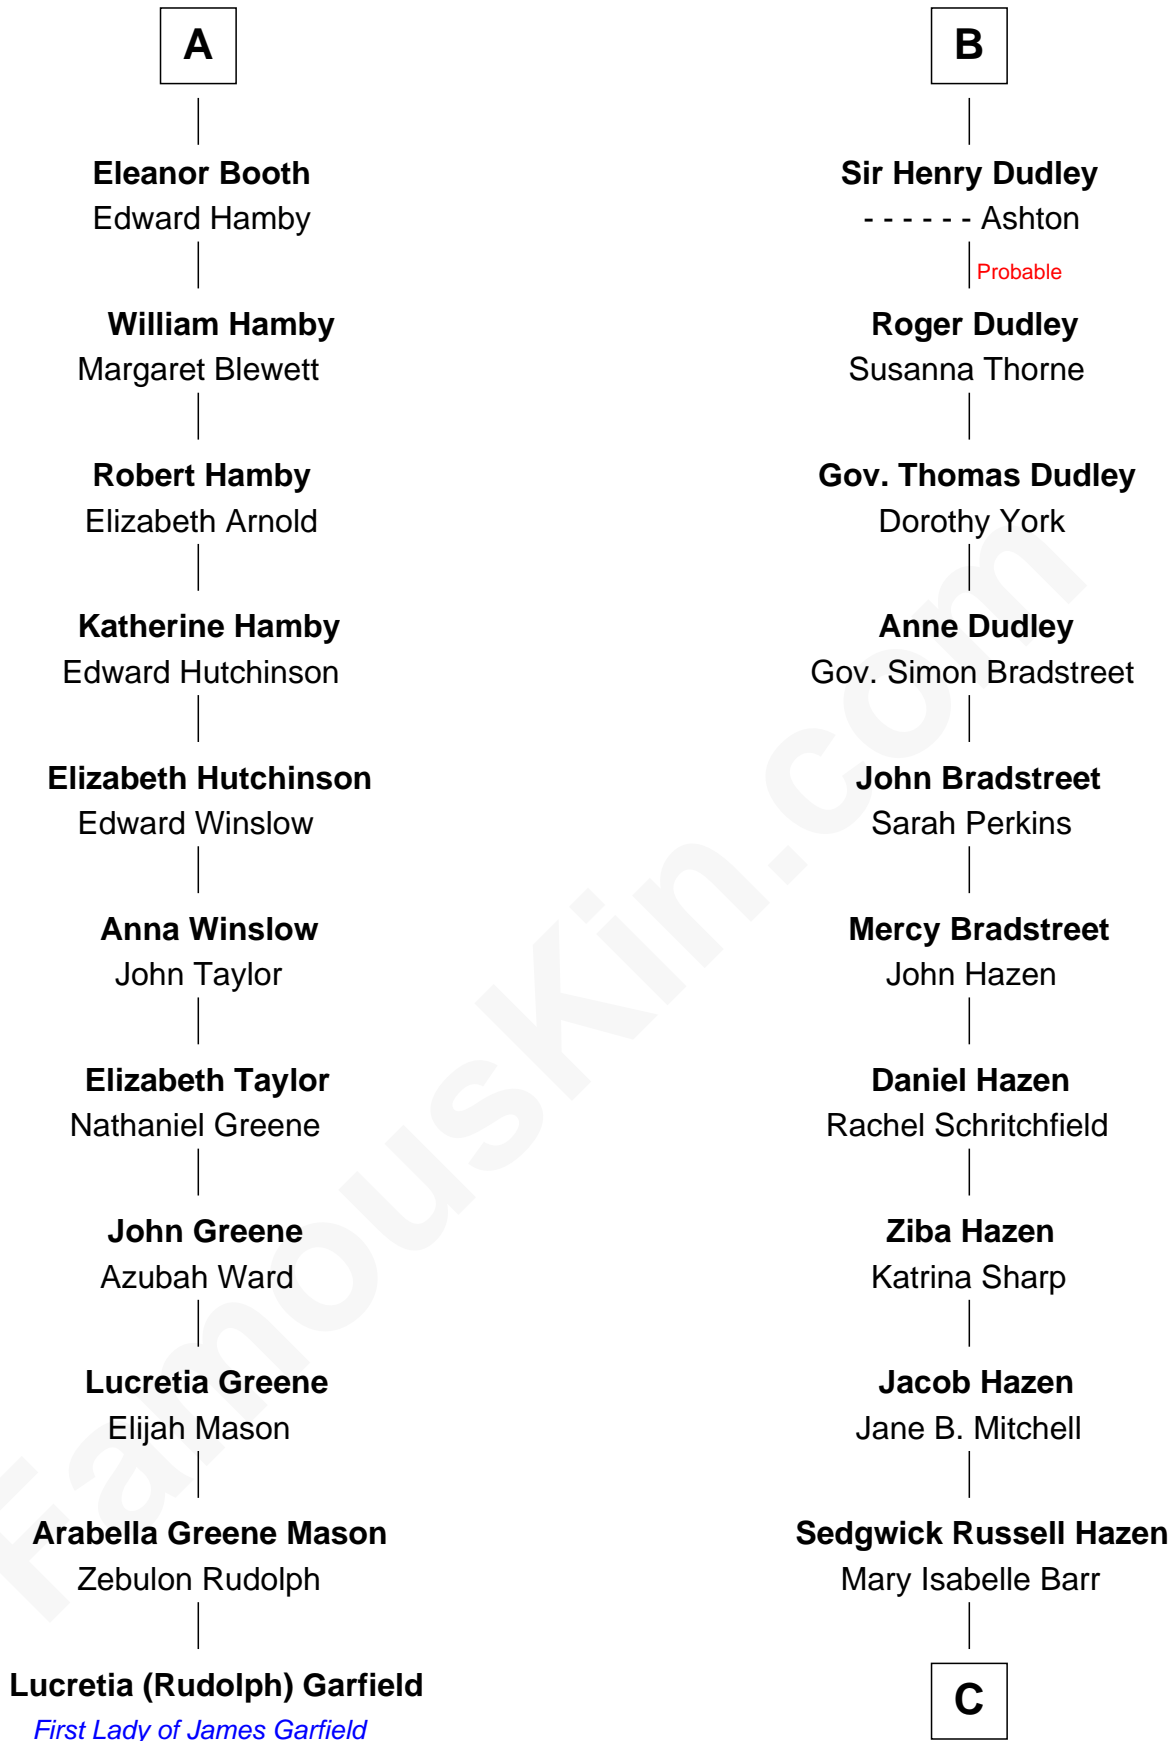 A
Eleanor Booth
Edward Hamby
William Hamby
Margaret Blewett
Robert Hamby
Elizabeth Arnold
Katherine Hamby
Edward Hutchinson
Elizabeth Hutchinson
Edward Winslow
Anna Winslow
John Taylor
Elizabeth Taylor
Nathaniel Greene
John Greene
Azubah Ward
Lucretia Greene
Elijah Mason
Arabella Greene Mason
Zebulon Rudolph
Lucretia (Rudolph) Garfield
First Lady of James Garfield
B
Sir Henry Dudley
- - - - - - Ashton
Probable
Roger Dudley
Susanna Thorne
Gov. Thomas Dudley
Dorothy York
Anne Dudley
Gov. Simon Bradstreet
John Bradstreet
Sarah Perkins
Mercy Bradstreet
John Hazen
Daniel Hazen
Rachel Schritchfield
Ziba Hazen
Katrina Sharp
Jacob Hazen
Jane B. Mitchell
Sedgwick Russell Hazen
Mary Isabelle Barr
C
FamousKin.com